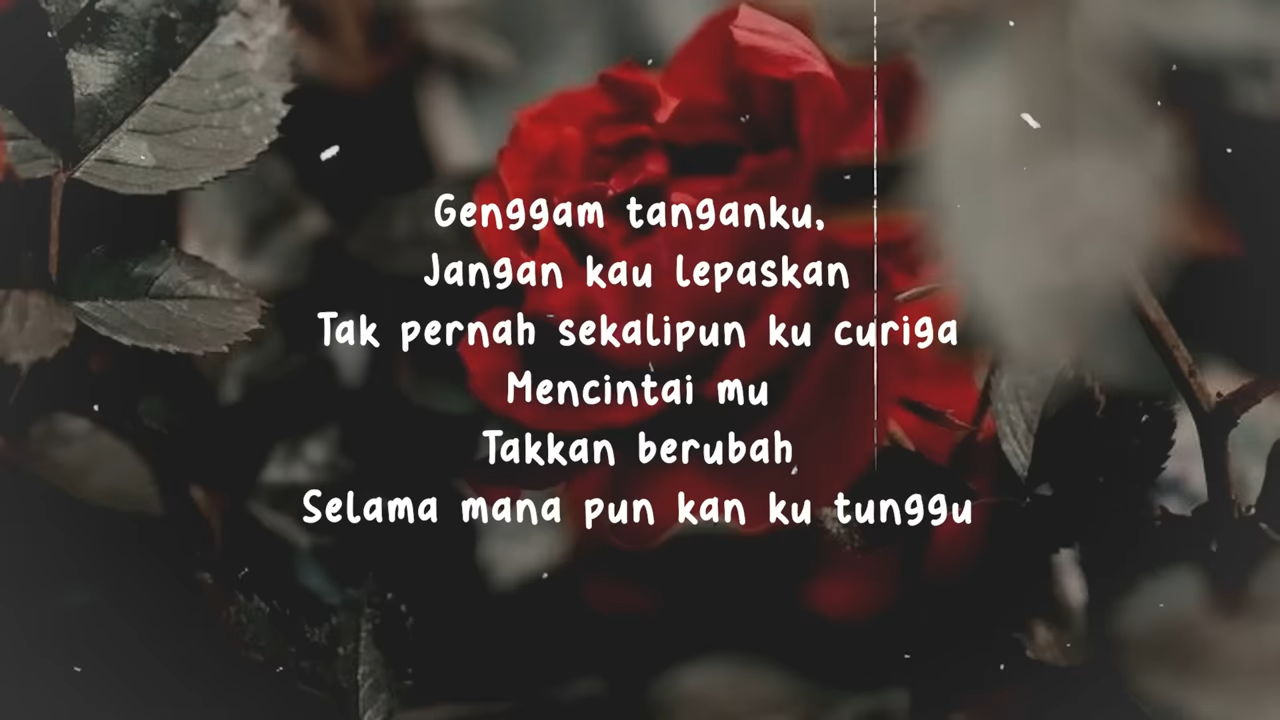 Genggam tanganku,
Jangan kau lepaskan
Tak pernah sekalipun ku curiga
Mencintai mu
Takkan berubah
Selama mana pun kan ku tunggu